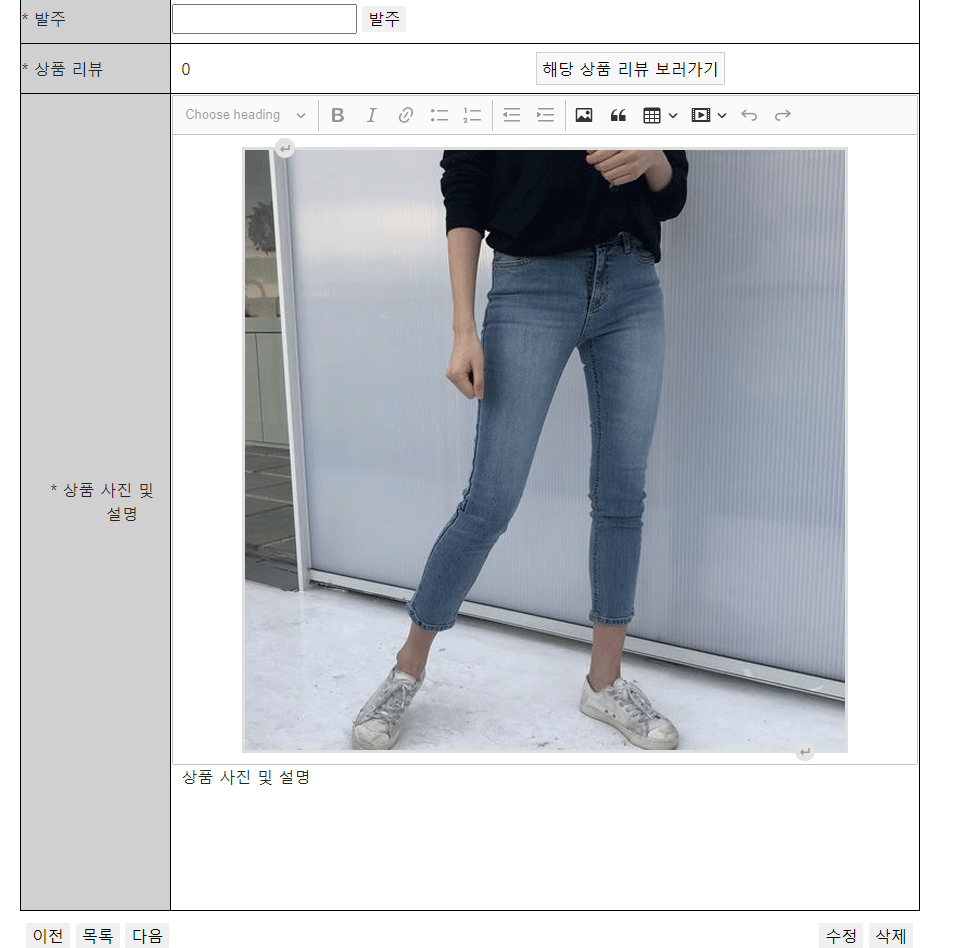 * 발주 발주
* 상품 리뷰 0 해당 상품 리뷰 보러가기
Choose heading B I
* 상품 사진 및
설명
상품 사진 및 설명
이전 목록 다음 수정 삭제